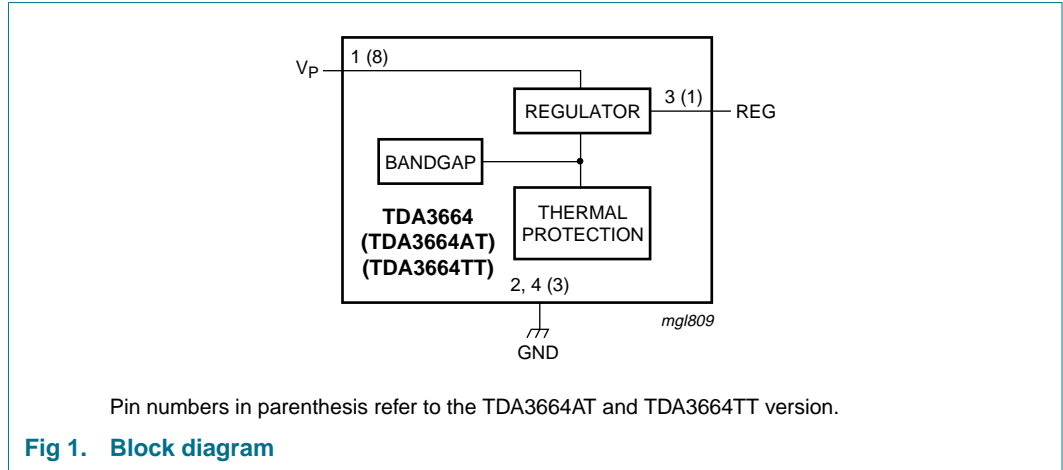 1 (8)
VP
REGULATOR
3 (1)
REG
BANDGAP
THERMAL
PROTECTION
TDA3664
(TDA3664AT)
(TDA3664TT)
2, 4 (3)
mgl809
GND
Pin numbers in parenthesis refer to the TDA3664AT and TDA3664TT version.
Fig 1. Block diagram